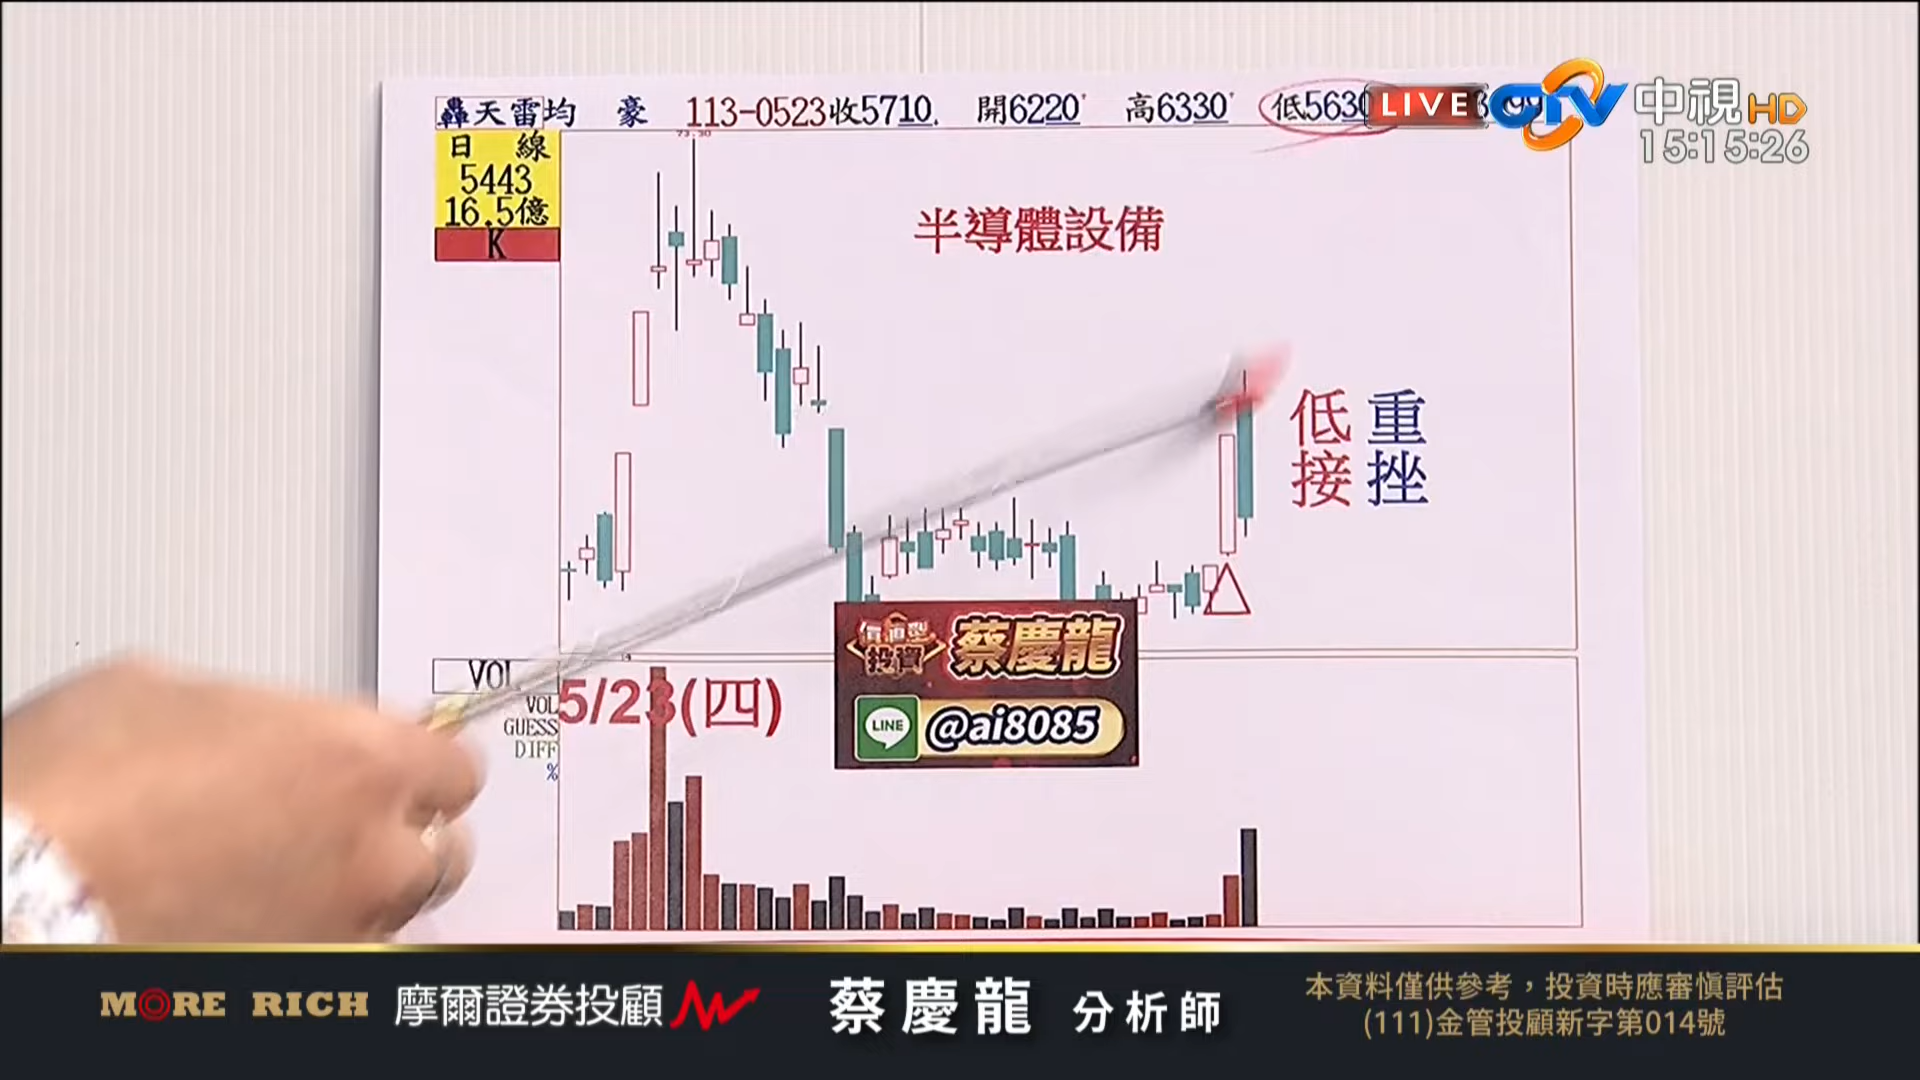 轟天雷均 豪 113-0523收5710. 開6220 高6330 低5630
LIVE CTV 中視HD
15:15:26
73.30
日線
5443
16.5億
K
半導體設備
重挫
低接
VOL
VOL
GUESS
DIFF
%
5/23(四)
價值型投資 蔡慶龍
LINE @ai8085
MORE RICH 摩爾證券投顧 蔡慶龍 分析師
本資料僅供參考,投資時應審慎評估
(111)金管投顧新字第014號